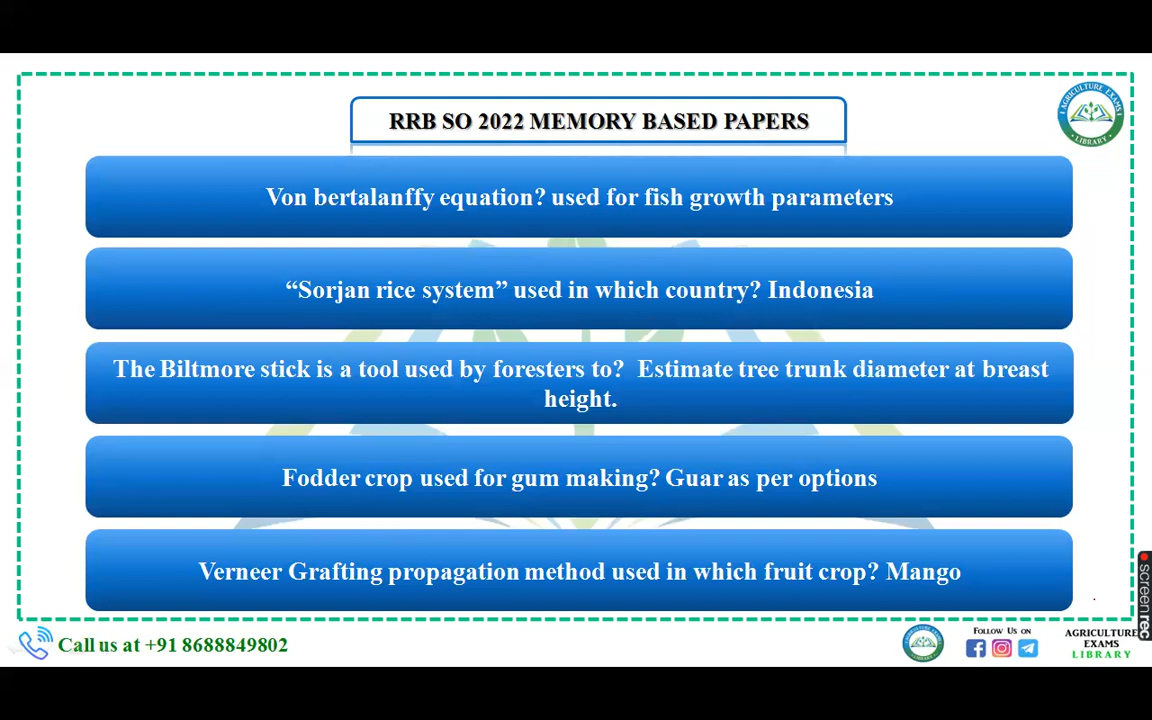 RRB SO 2022 MEMORY BASED PAPERS
AGRICULTURE EXAMS
LIBRARY
Von bertalanffy equation? used for fish growth parameters
“Sorjan rice system” used in which country? Indonesia
The Biltmore stick is a tool used by foresters to?  Estimate tree trunk diameter at breast
height.
Fodder crop used for gum making? Guar as per options
Verneer Grafting propagation method used in which fruit crop? Mango
screenrec
Call us at +91 8688849802
Follow Us on
AGRICULTURE
EXAMS
LIBRARY